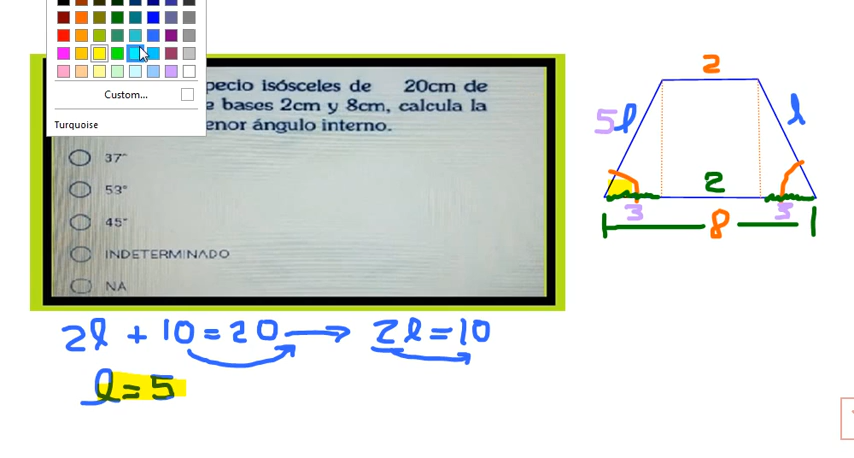 pecio isósceles de 20cm de
e bases 2cm y 8cm, calcula la
enor ángulo interno.
Custom...
Turquoise
37°
53°
45°
INDETERMINADO
NA
2
5l
l
2
3
3
8
2l + 10 = 20 → 2l = 10
l = 5